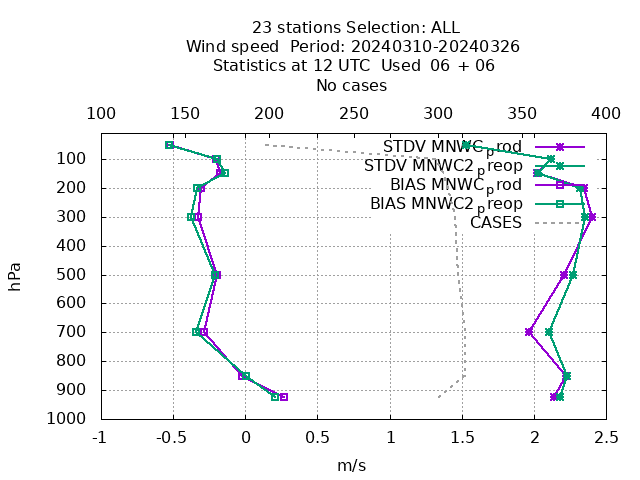 23 stations Selection: ALL
Wind speed  Period: 20240310-20240326
Statistics at 12 UTC  Used  06 + 06
No cases
100 150 200 250 300 350 400
STDV MNWC_prod
STDV MNWC2_preop
BIAS MNWC_prod
BIAS MNWC2_preop
CASES
hPa
100
200
300
400
500
600
700
800
900
1000
-1 -0.5 0 0.5 1 1.5 2 2.5
m/s